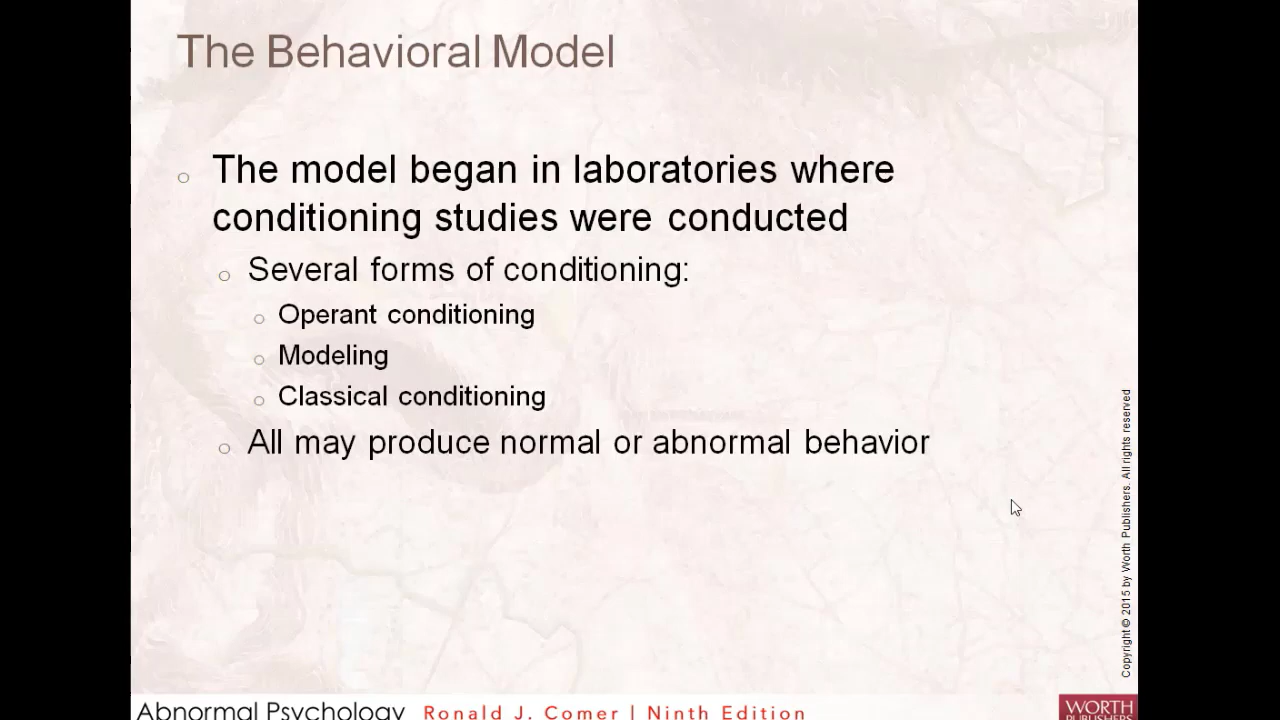 The Behavioral Model
The model began in laboratories where
conditioning studies were conducted
Several forms of conditioning:
Operant conditioning
Modeling
Classical conditioning
All may produce normal or abnormal behavior
Copyright © 2015 by Worth Publishers. All rights reserved
Abnormal Psychology Ronald J. Comer | Ninth Edition
WORTH
PUBLISHERS